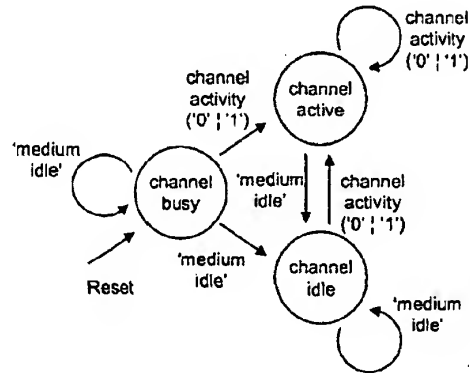 channel
activity
('0' ¦ '1')
channel
active
channel
activity
('0' ¦ '1')
'medium
idle'
channel
busy
'medium
idle'
channel
activity
('0' ¦ '1')
Reset
'medium
idle'
channel
idle
'medium
idle'